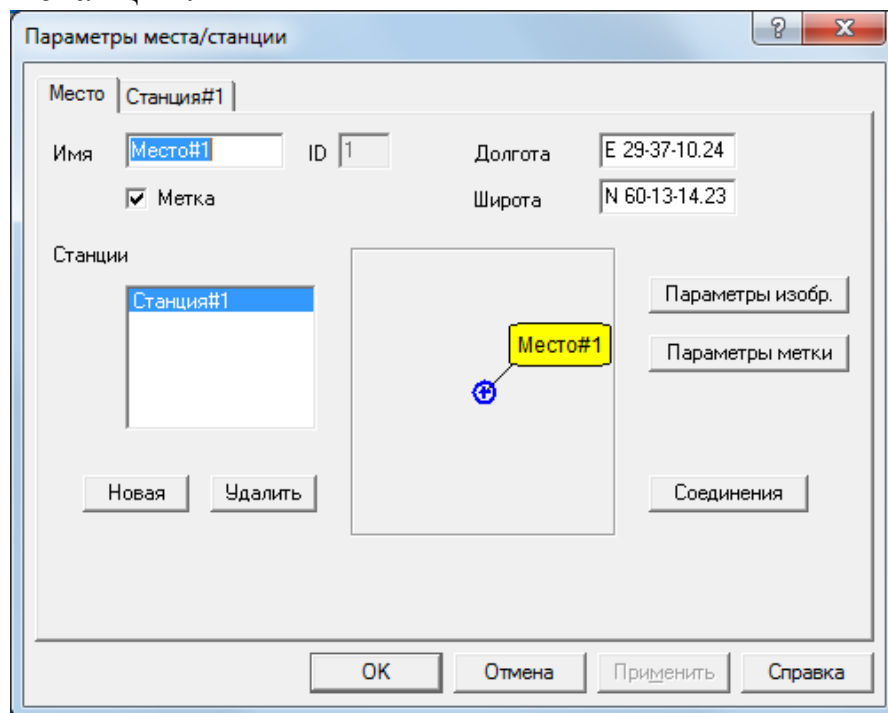 Параметры места/станции
Место Станция#1
Имя Место#1 ID 1 Долгота E 29-37-10.24
Метка Широта N 60-13-14.23
Станции
Станция#1
Параметры изобр.
Место#1
Параметры метки
Новая Удалить Соединения
OK Отмена Применить Справка